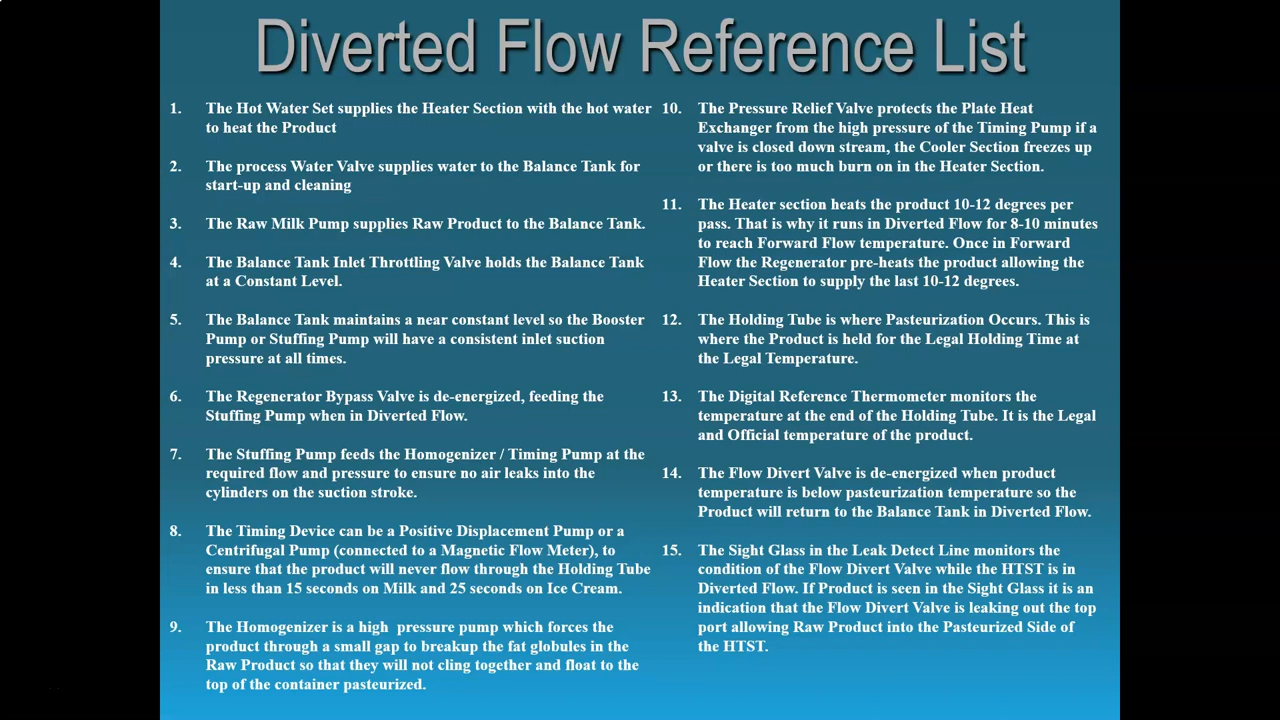 Diverted Flow Reference List
1. The Hot Water Set supplies the Heater Section with the hot water
to heat the Product
2. The process Water Valve supplies water to the Balance Tank for
start-up and cleaning
3. The Raw Milk Pump supplies Raw Product to the Balance Tank.
4. The Balance Tank Inlet Throttling Valve holds the Balance Tank
at a Constant Level.
5. The Balance Tank maintains a near constant level so the Booster
Pump or Stuffing Pump will have a consistent inlet suction
pressure at all times.
6. The Regenerator Bypass Valve is de-energized, feeding the
Stuffing Pump when in Diverted Flow.
7. The Stuffing Pump feeds the Homogenizer / Timing Pump at the
required flow and pressure to ensure no air leaks into the
cylinders on the suction stroke.
8. The Timing Device can be a Positive Displacement Pump or a
Centrifugal Pump (connected to a Magnetic Flow Meter), to
ensure that the product will never flow through the Holding Tube
in less than 15 seconds on Milk and 25 seconds on Ice Cream.
9. The Homogenizer is a high pressure pump which forces the
product through a small gap to breakup the fat globules in the
Raw Product so that they will not cling together and float to the
top of the container pasteurized.
10. The Pressure Relief Valve protects the Plate Heat
Exchanger from the high pressure of the Timing Pump if a
valve is closed down stream, the Cooler Section freezes up
or there is too much burn on in the Heater Section.
11. The Heater section heats the product 10-12 degrees per
pass. That is why it runs in Diverted Flow for 8-10 minutes
to reach Forward Flow temperature. Once in Forward
Flow the Regenerator pre-heats the product allowing the
Heater Section to supply the last 10-12 degrees.
12. The Holding Tube is where Pasteurization Occurs. This is
where the Product is held for the Legal Holding Time at
the Legal Temperature.
13. The Digital Reference Thermometer monitors the
temperature at the end of the Holding Tube. It is the Legal
and Official temperature of the product.
14. The Flow Divert Valve is de-energized when product
temperature is below pasteurization temperature so the
Product will return to the Balance Tank in Diverted Flow.
15. The Sight Glass in the Leak Detect Line monitors the
condition of the Flow Divert Valve while the HTST is in
Diverted Flow. If Product is seen in the Sight Glass it is an
indication that the Flow Divert Valve is leaking out the top
port allowing Raw Product into the Pasteurized Side of
the HTST.